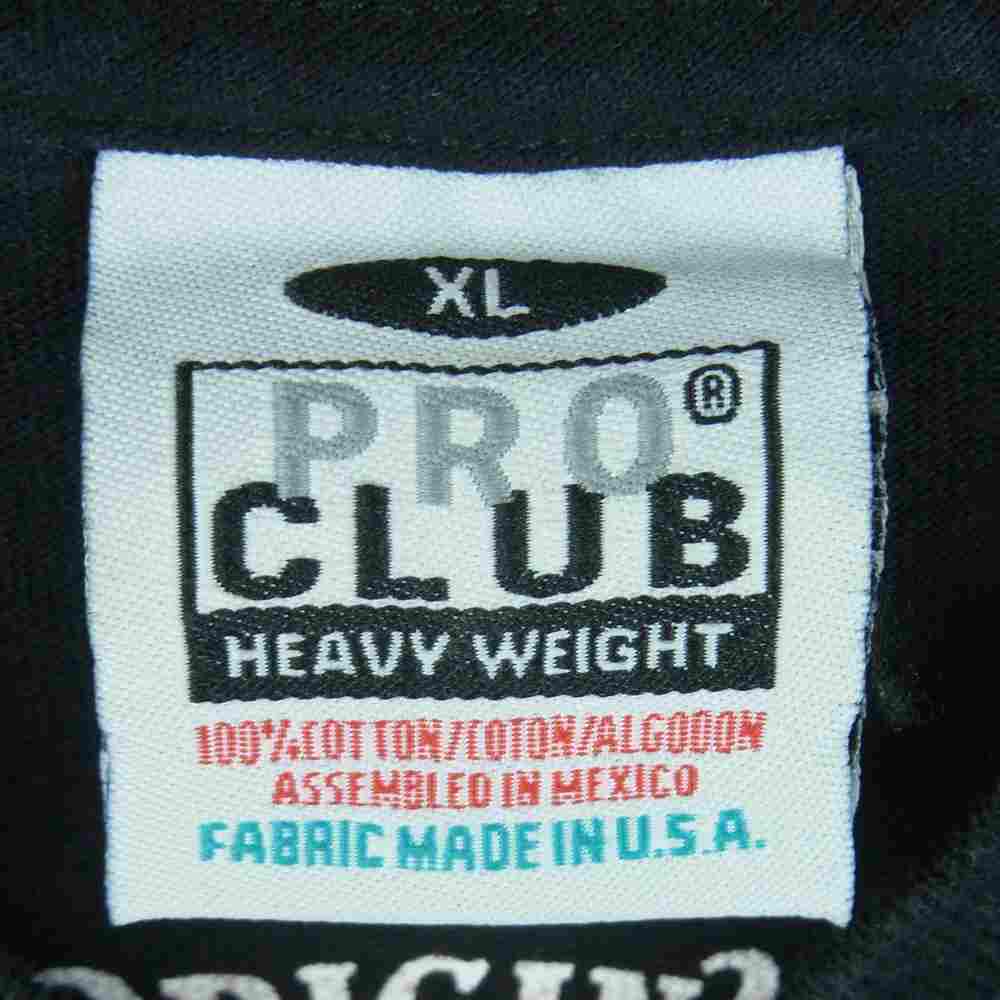 XL
PRO ®
CLUB
HEAVY WEIGHT
100% COTTON/COTON/ALGODON
ASSEMBLED IN MEXICO
FABRIC MADE IN U.S.A.